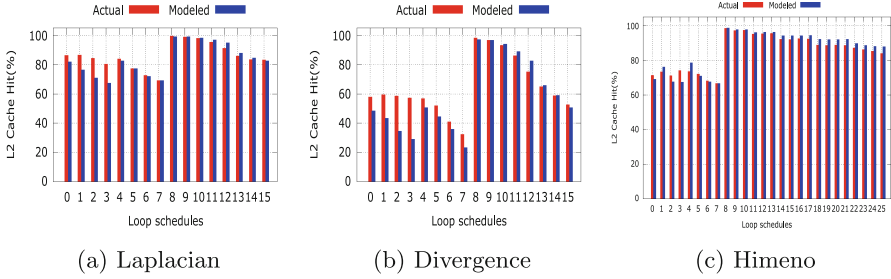 Actual Modeled
L2 Cache Hit(%)
100
80
60
40
20
0
0 1 2 3 4 5 6 7 8 9 10 11 12 13 14 15
Loop schedules
(a) Laplacian
Actual Modeled
L2 Cache Hit(%)
100
80
60
40
20
0
0 1 2 3 4 5 6 7 8 9 10 11 12 13 14 15
Loop schedules
(b) Divergence
Actual Modeled
L2 Cache Hit(%)
100
80
60
40
20
0
0 1 2 3 4 5 6 7 8 9 10 11 12 13 14 15 16 17 18 19 20 21 22 23 24 25
Loop schedules
(c) Himeno